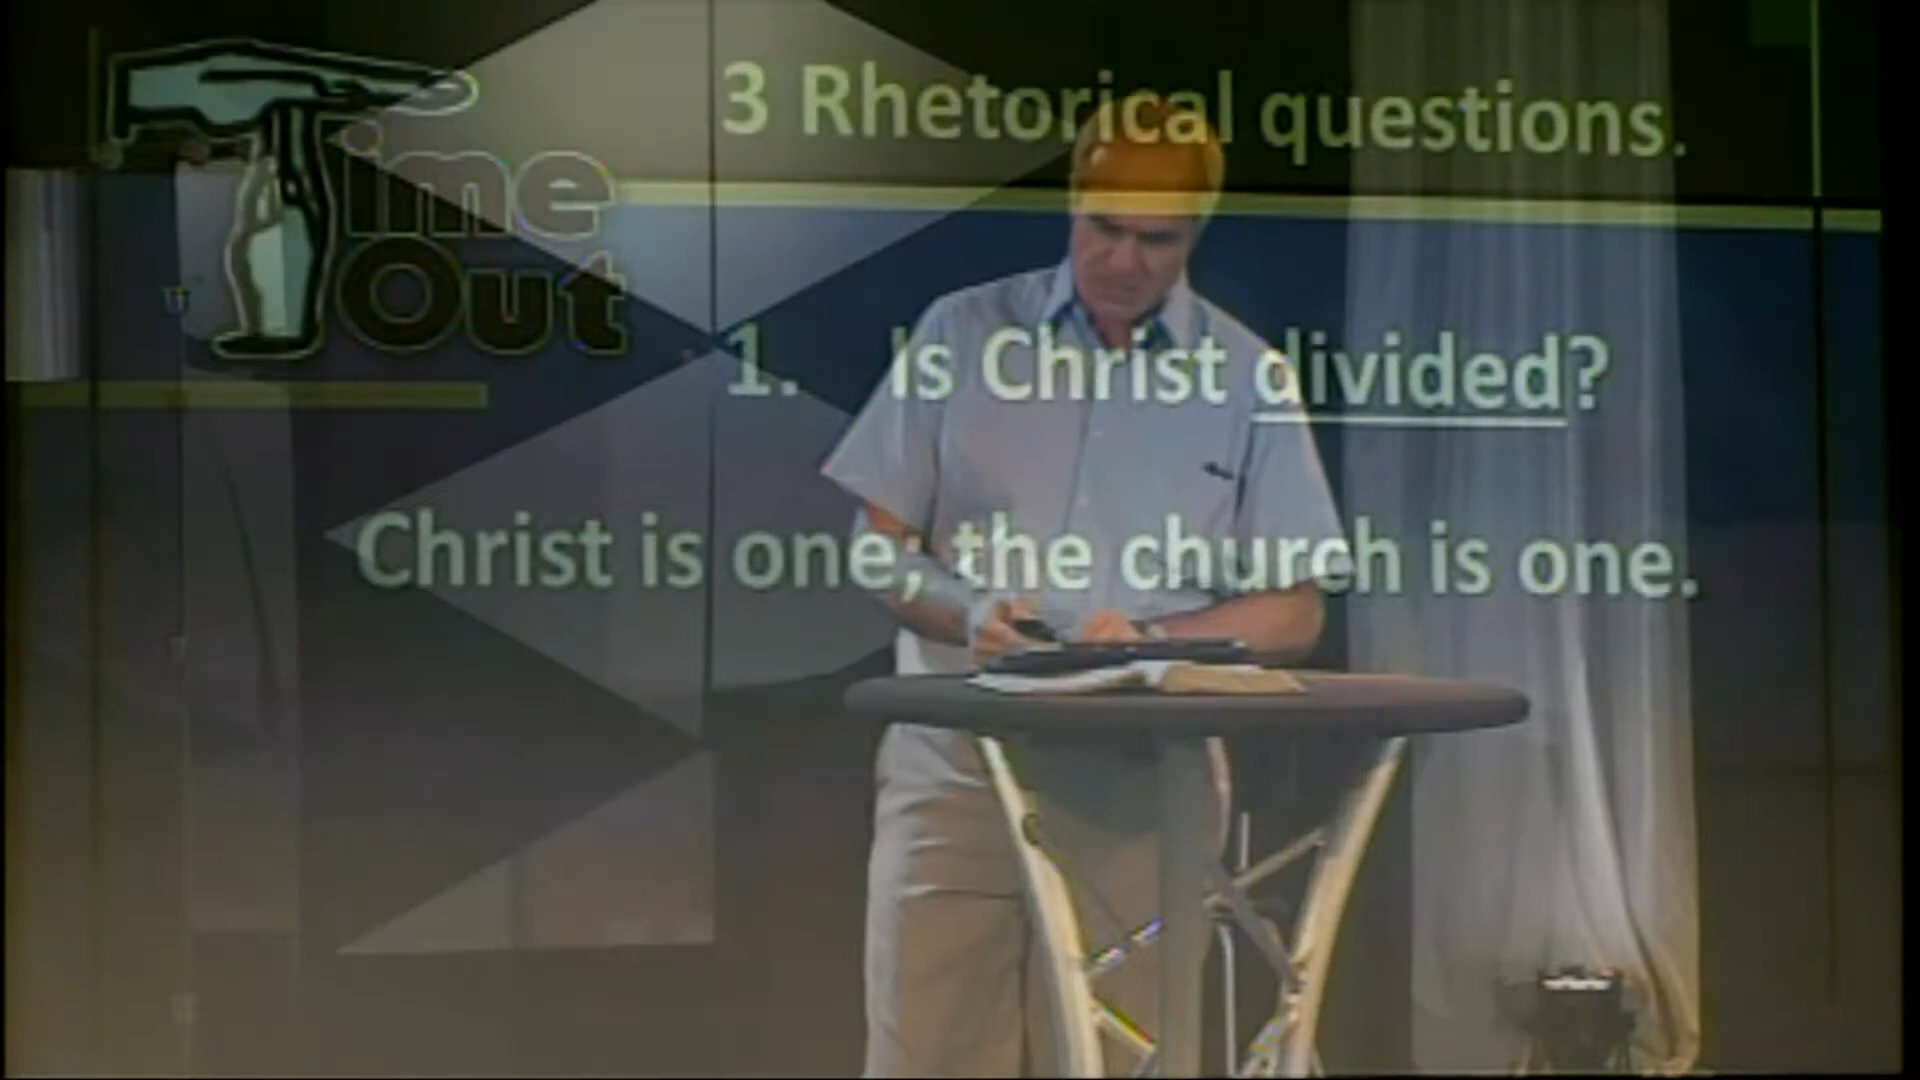 Time
Out
3 Rhetorical questions.
1. Is Christ divided?
Christ is one; the church is one.